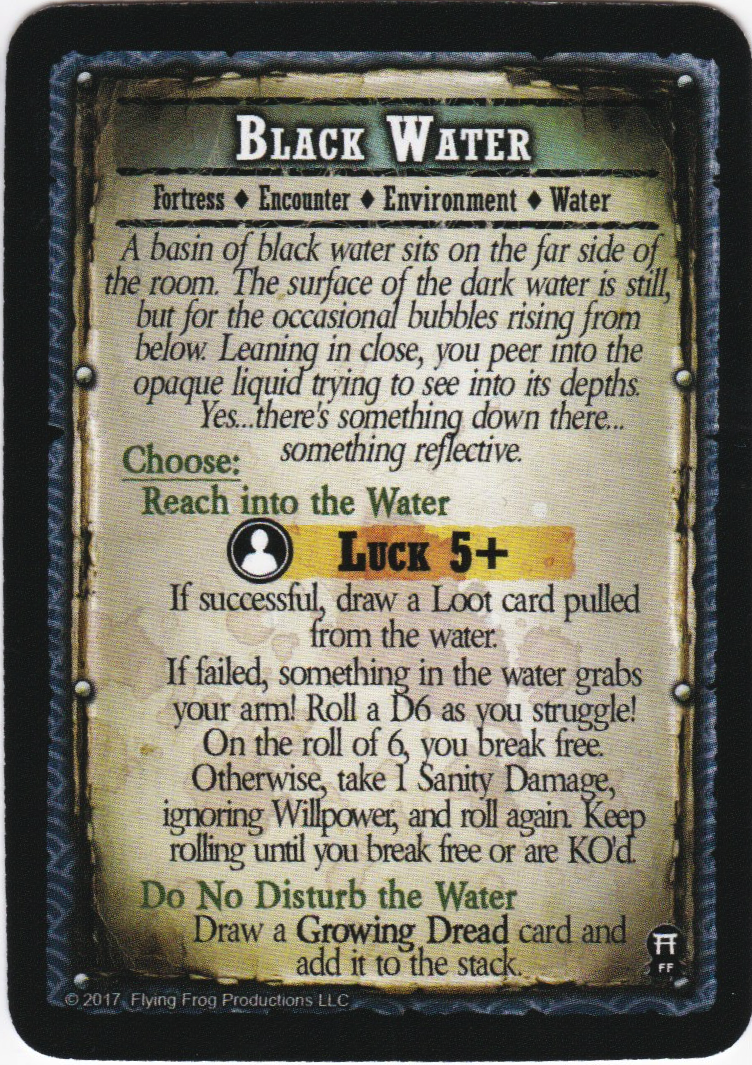 BLACK WATER
Fortress ♦ Encounter ♦ Environment ♦ Water
A basin of black water sits on the far side of
the room. The surface of the dark water is still,
but for the occasional bubbles rising from
below. Leaning in close, you peer into the
opaque liquid trying to see into its depths.
Yes...there's something down there...
something reflective.
Choose:
Reach into the Water
LUCK 5+
If successful, draw a Loot card pulled
from the water.
If failed, something in the water grabs
your arm! Roll a D6 as you struggle!
On the roll of 6, you break free.
Otherwise, take 1 Sanity Damage,
ignoring Willpower, and roll again. Keep
rolling until you break free or are KO'd.
Do No Disturb the Water
Draw a Growing Dread card and
add it to the stack.
FF
© 2017 Flying Frog Productions LLC